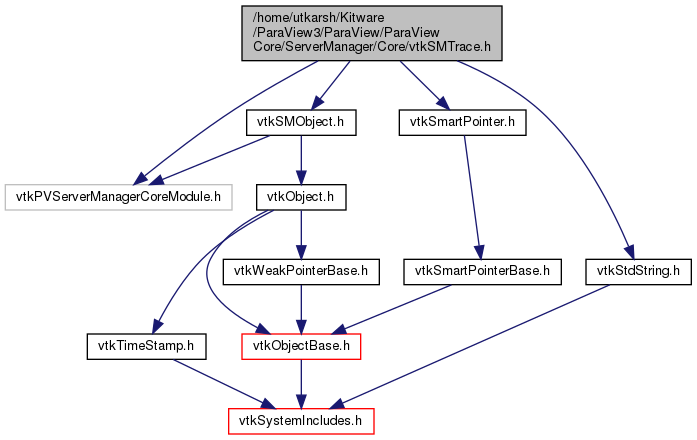 /home/utkarsh/Kitware
/ParaView3/ParaView/ParaView
Core/ServerManager/Core/vtkSMTrace.h
vtkSMObject.h
vtkSmartPointer.h
vtkPVServerManagerCoreModule.h
vtkObject.h
vtkWeakPointerBase.h
vtkSmartPointerBase.h
vtkStdString.h
vtkTimeStamp.h
vtkObjectBase.h
vtkSystemIncludes.h